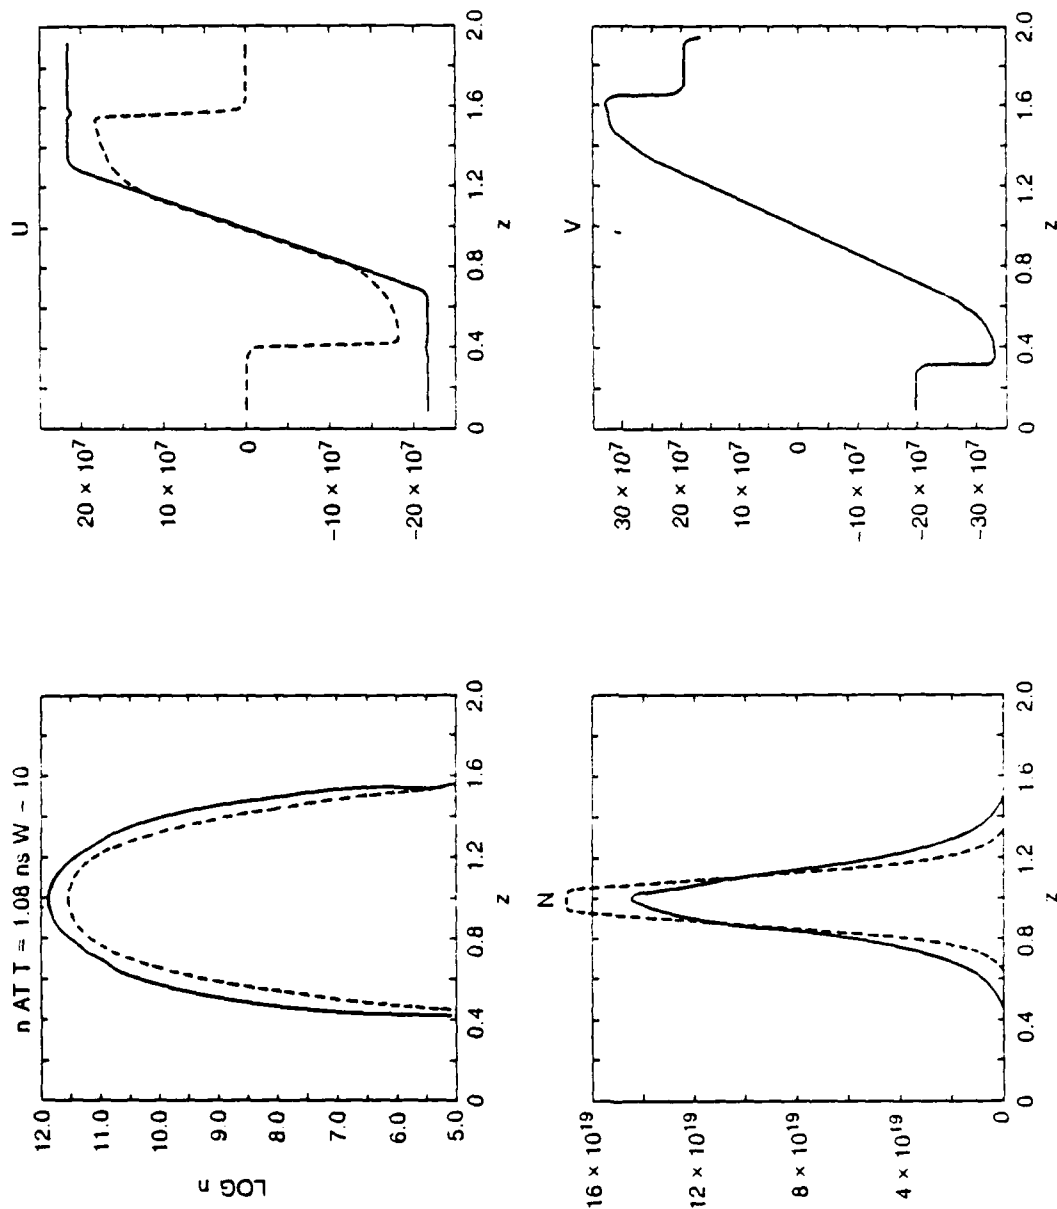 n AT T = 1.08 ns W – 10
12.0
11.0
10.0
9.0
8.0
7.0
6.0
5.0
LOG n
0
0.4
0.8
1.2
1.6
2.0
z
U
20 × 10⁷
10 × 10⁷
0
−10 × 10⁷
−20 × 10⁷
0
0.4
0.8
1.2
1.6
2.0
z
N
16 × 10¹⁹
12 × 10¹⁹
8 × 10¹⁹
4 × 10¹⁹
0
0
0.4
0.8
1.2
1.6
2.0
z
V
30 × 10⁷
20 × 10⁷
10 × 10⁷
0
−10 × 10⁷
−20 × 10⁷
−30 × 10⁷
0
0.4
0.8
1.2
1.6
2.0
z